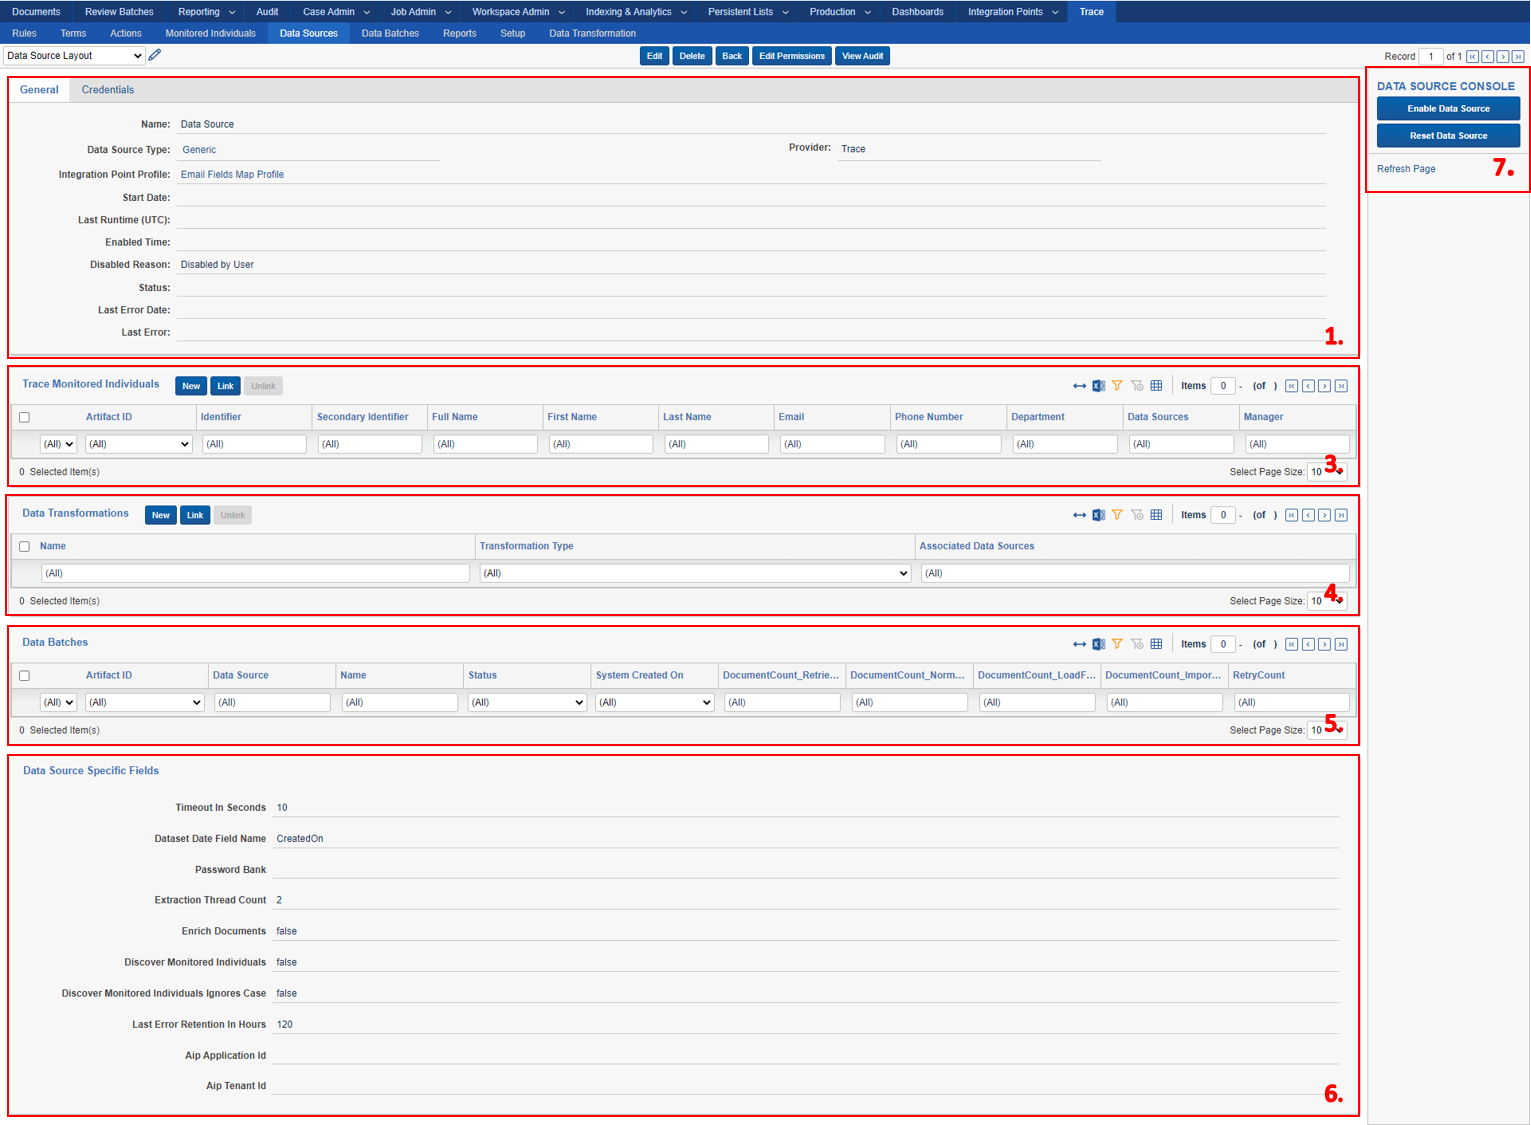 Documents Review Batches Reporting Audit Case Admin Job Admin Workspace Admin Indexing & Analytics Persistent Lists Production Dashboards Integration Points Trace
Rules Terms Actions Monitored Individuals Data Sources Data Batches Reports Setup Data Transformation
Data Source Layout Edit Delete Back Edit Permissions View Audit Record 1 of 1
General Credentials
Name: Data Source
Data Source Type: Generic Provider: Trace
Integration Point Profile: Email Fields Map Profile
Start Date:
Last Runtime (UTC):
Enabled Time:
Disabled Reason: Disabled by User
Status:
Last Error Date:
Last Error:
1.
DATA SOURCE CONSOLE
Enable Data Source
Reset Data Source
Refresh Page
7.
Trace Monitored Individuals New Link Unlink Items 0 - (of )
Artifact ID Identifier Secondary Identifier Full Name First Name Last Name Email Phone Number Department Data Sources Manager
(All) (All) (All) (All) (All) (All) (All) (All) (All) (All) (All) (All)
0 Selected Item(s) Select Page Size: 10
3.
Data Transformations New Link Unlink Items 0 - (of )
Name Transformation Type Associated Data Sources
(All) (All) (All)
0 Selected Item(s) Select Page Size: 10
4.
Data Batches Items 0 - (of )
Artifact ID Data Source Name Status System Created On DocumentCount_Retrie... DocumentCount_Norm... DocumentCount_LoadF... DocumentCount_Impor... RetryCount
(All) (All) (All) (All) (All) (All) (All) (All) (All) (All) (All)
0 Selected Item(s) Select Page Size: 10
5.
Data Source Specific Fields
Timeout In Seconds 10
Dataset Date Field Name CreatedOn
Password Bank
Extraction Thread Count 2
Enrich Documents false
Discover Monitored Individuals false
Discover Monitored Individuals Ignores Case false
Last Error Retention In Hours 120
Aip Application Id
Aip Tenant Id
6.